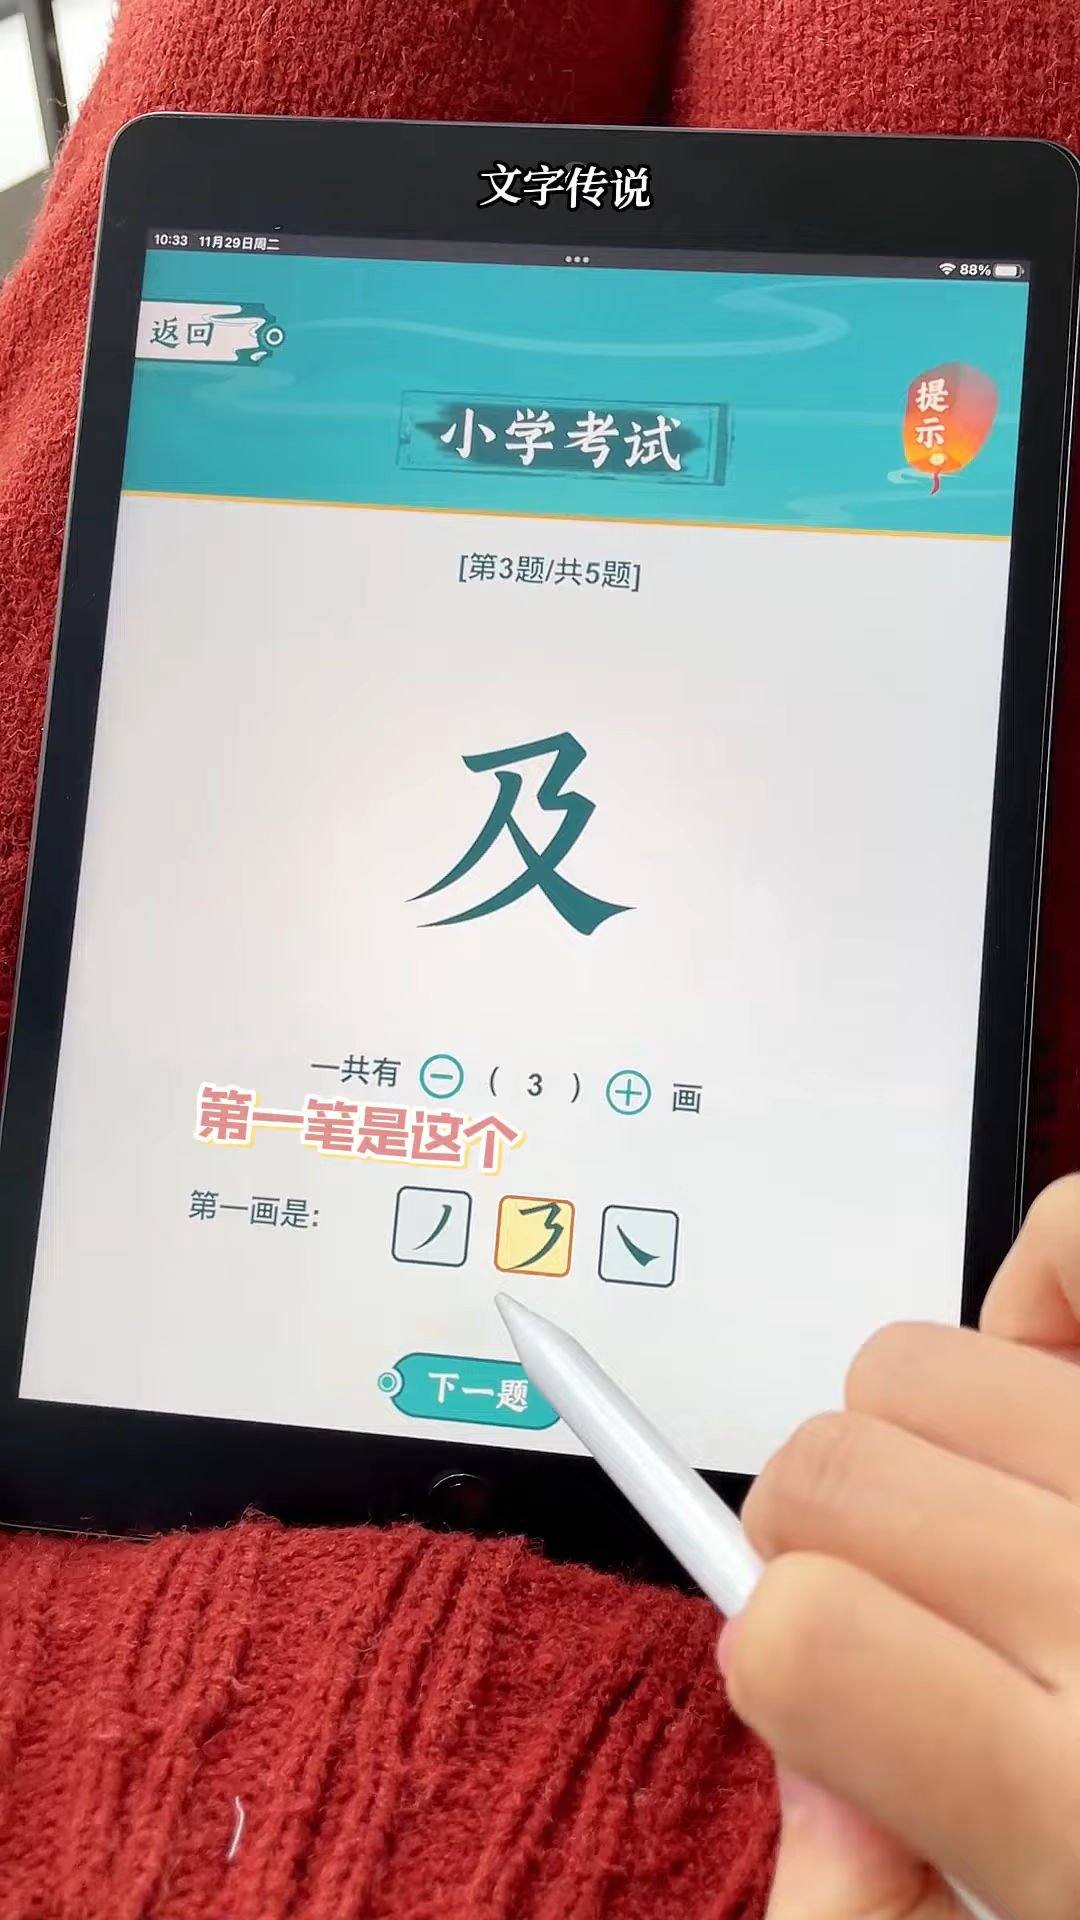 文字传说
10:33 11月29日周二
88%
返回
提示
小学考试
[第3题/共5题]
及
一共有 ( 3 ) 画
第一笔是这个
第一画是:
下一题